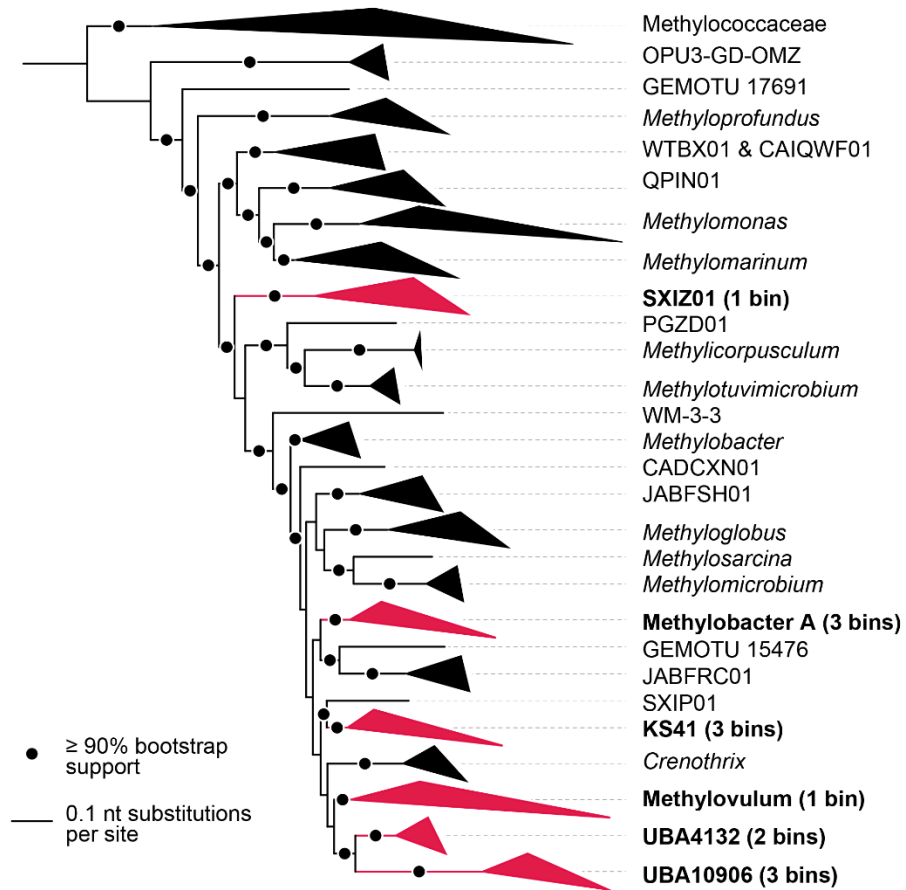 Methylococcaceae
OPU3-GD-OMZ
GEMOTU 17691
Methyloprofundus
WTBX01 & CAIQWF01
QPIN01
Methylomonas
Methylomarinum
SXIZ01 (1 bin)
PGZD01
Methylicorpusculum
Methylotuvimicrobium
WM-3-3
Methylobacter
CADCXN01
JABFSH01
Methyloglobus
Methylosarcina
Methylomicrobium
Methylobacter A (3 bins)
GEMOTU 15476
JABFRC01
SXIP01
KS41 (3 bins)
Crenothrix
Methylovulum (1 bin)
UBA4132 (2 bins)
UBA10906 (3 bins)
≥ 90% bootstrap
support
0.1 nt substitutions
per site